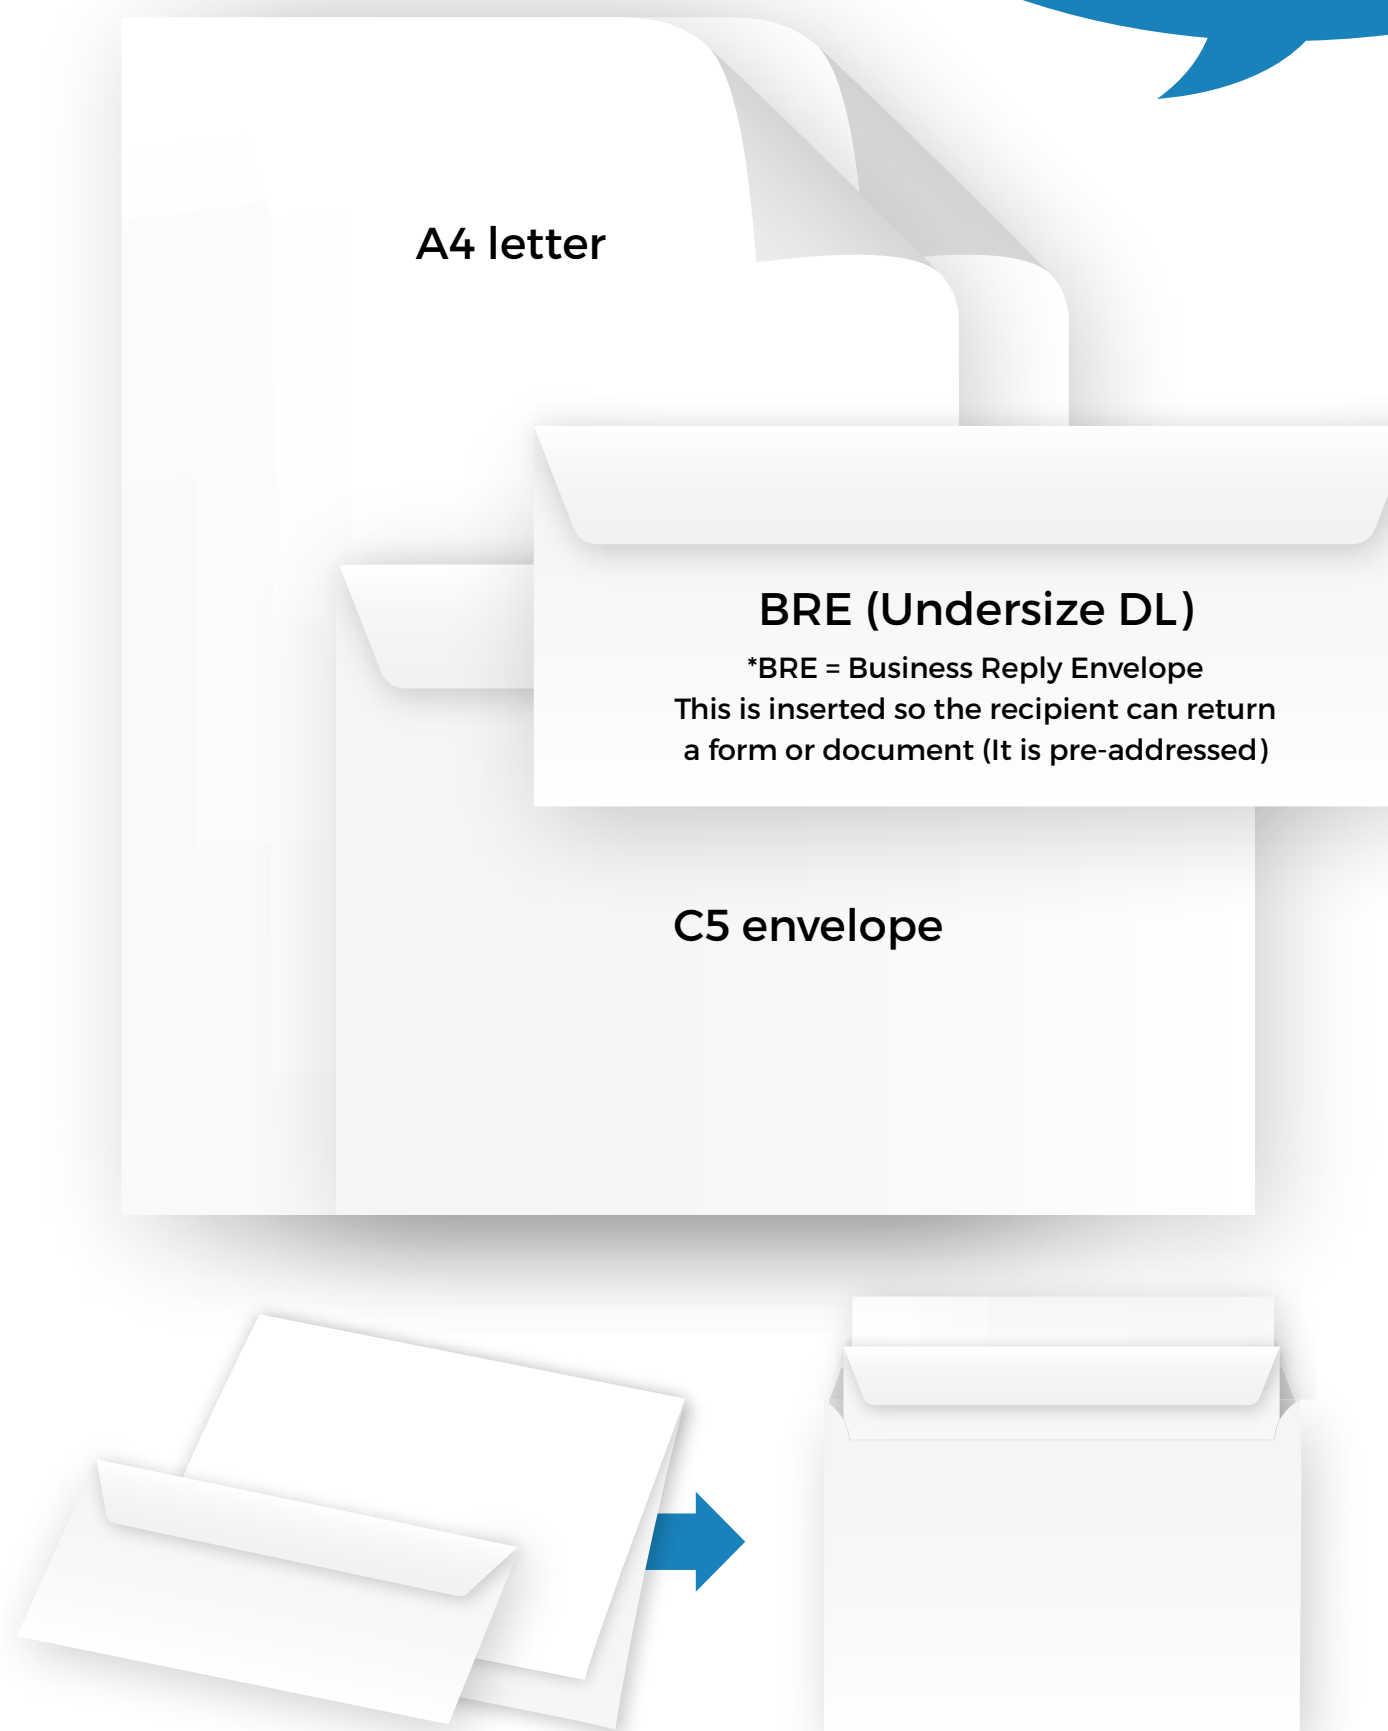 A4 letter
BRE (Undersize DL)
*BRE = Business Reply Envelope
This is inserted so the recipient can return
a form or document (It is pre-addressed)
C5 envelope